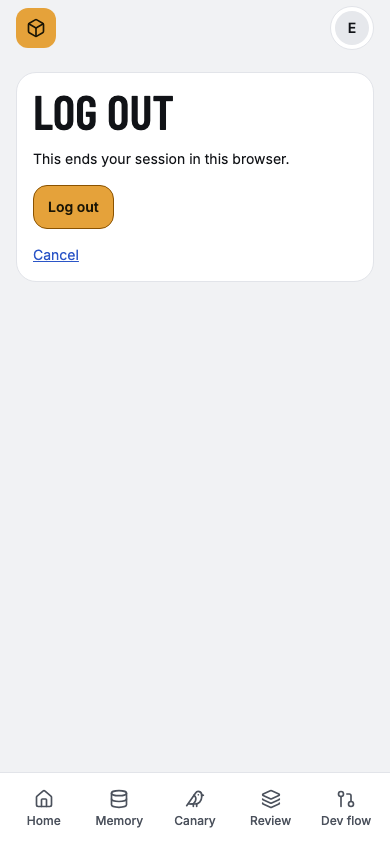 E
LOG OUT
This ends your session in this browser.
Log out
Cancel
Home
Memory
Canary
Review
Dev flow